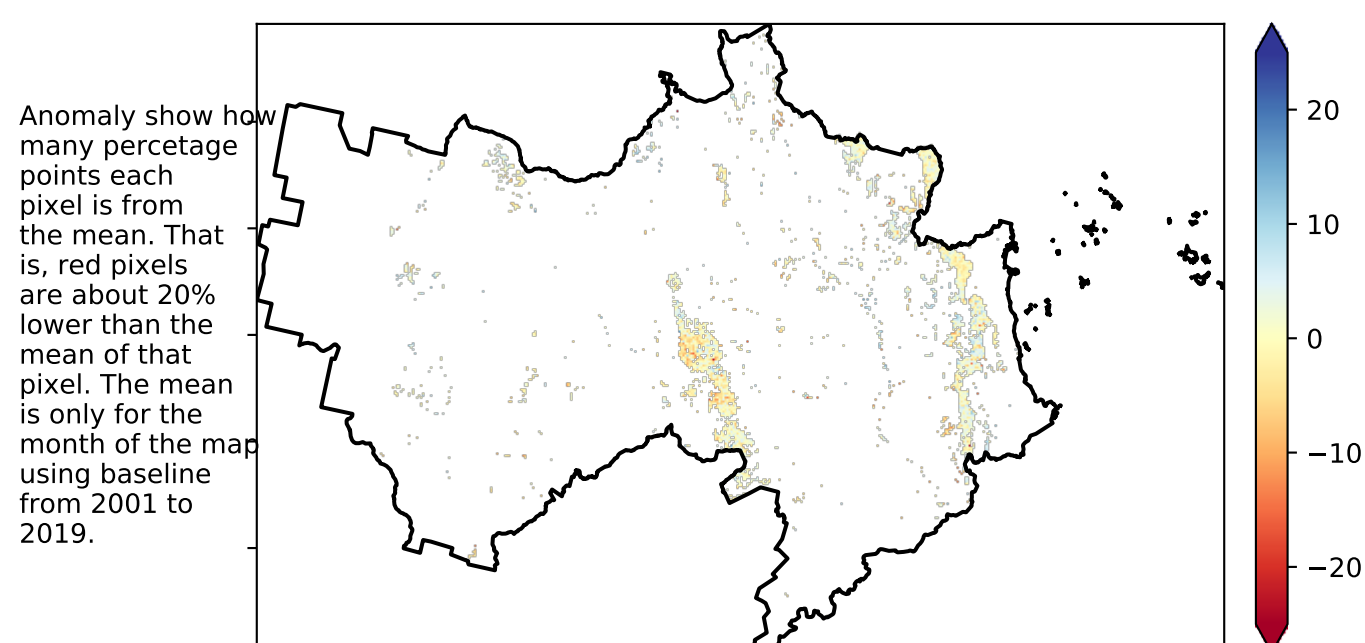 Anomaly show how
many percetage
points each
pixel is from
the mean. That
is, red pixels
are about 20%
lower than the
mean of that
pixel. The mean
is only for the
month of the map
using baseline
from 2001 to
2019.
20
10
0
−10
−20